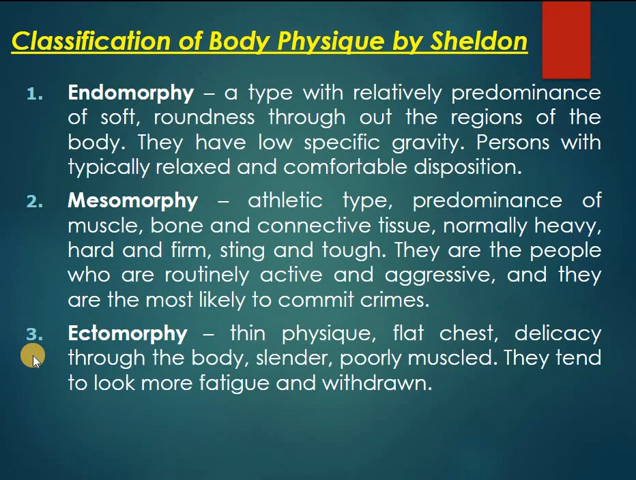 Classification of Body Physique by Sheldon
1. Endomorphy – a type with relatively predominance
of soft, roundness through out the regions of the
body. They have low specific gravity. Persons with
typically relaxed and comfortable disposition.
2. Mesomorphy – athletic type, predominance of
muscle, bone and connective tissue, normally heavy,
hard and firm, sting and tough. They are the people
who are routinely active and aggressive, and they
are the most likely to commit crimes.
3. Ectomorphy – thin physique, flat chest, delicacy
through the body, slender, poorly muscled. They tend
to look more fatigue and withdrawn.